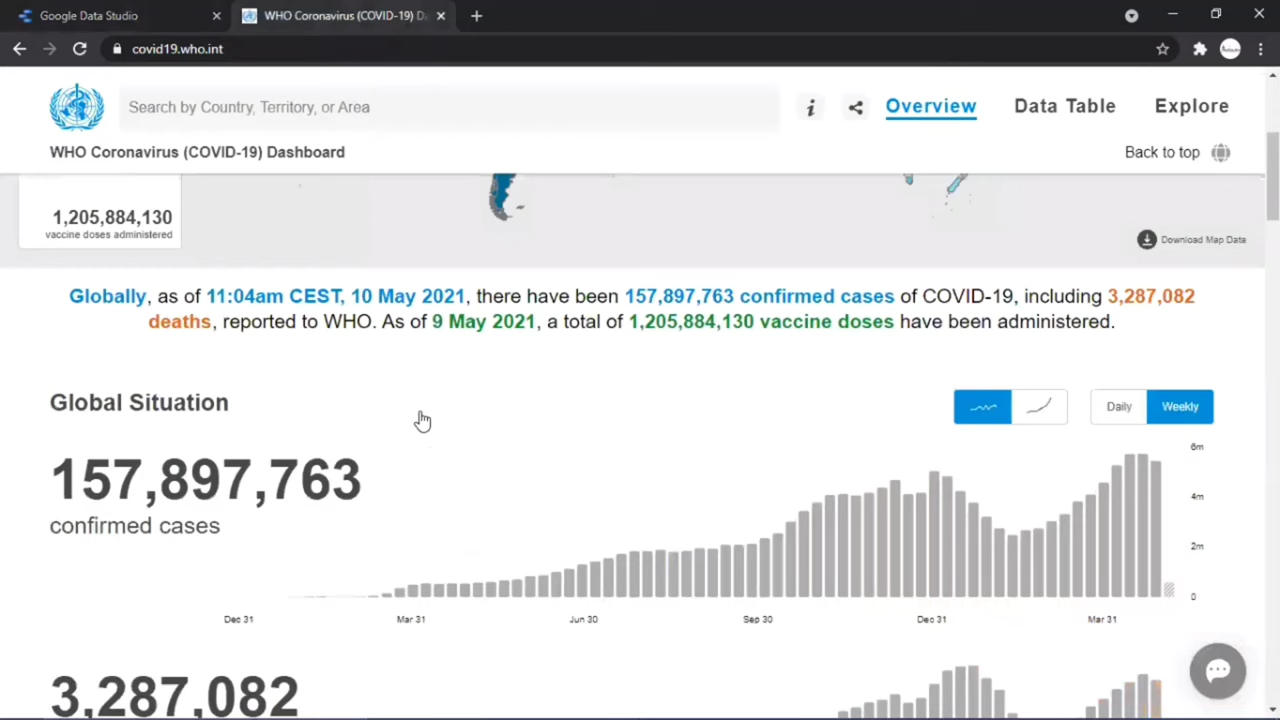 Google Data Studio
WHO Coronavirus (COVID-19) D
covid19.who.int
Search by Country, Territory, or Area
Overview
Data Table
Explore
WHO Coronavirus (COVID-19) Dashboard
Back to top
1,205,884,130
vaccine doses administered
Download Map Data
Globally, as of 11:04am CEST, 10 May 2021, there have been 157,897,763 confirmed cases of COVID-19, including 3,287,082
deaths, reported to WHO. As of 9 May 2021, a total of 1,205,884,130 vaccine doses have been administered.
Global Situation
Daily
Weekly
157,897,763
confirmed cases
6m
4m
2m
0
Dec 31
Mar 31
Jun 30
Sep 30
Dec 31
Mar 31
3,287,082